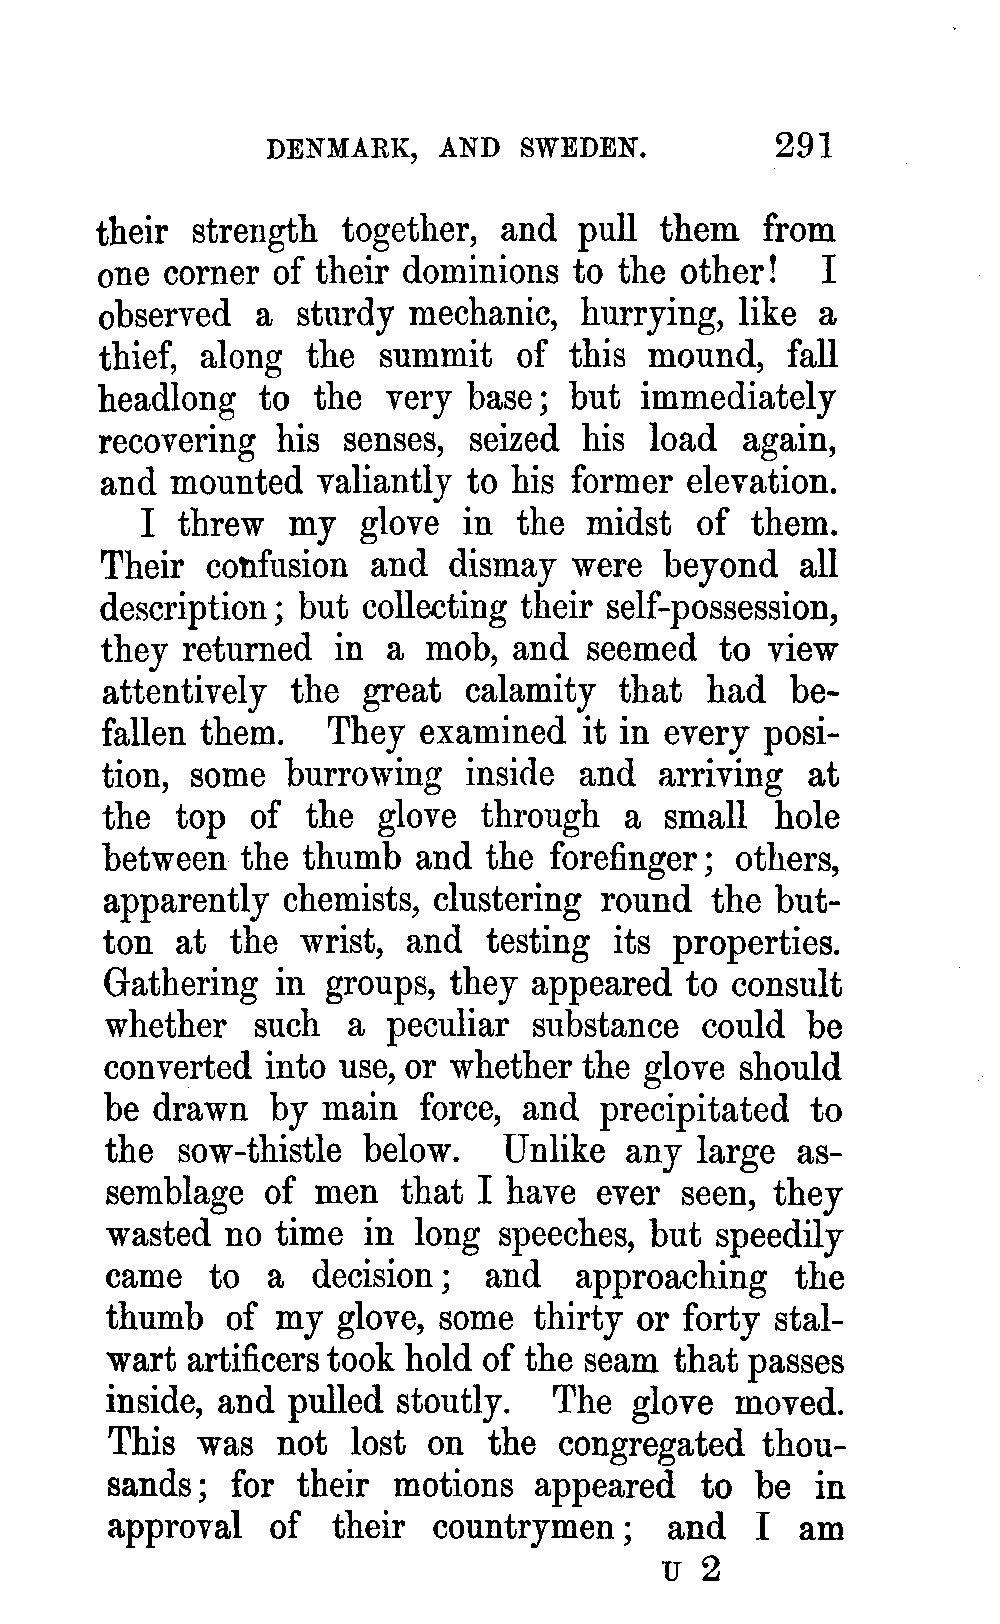 DENMARK, AND SWEDEN. 291
their strength together, and pull them from
one corner of their dominions to the other! I
observed a sturdy mechanic, hurrying, like a
thief, along the summit of this mound, fall
headlong to the very base; but immediately
recovering his senses, seized his load again,
and mounted valiantly to his former elevation.
I threw my glove in the midst of them.
Their confusion and dismay were beyond all
description; but collecting their self-possession,
they returned in a mob, and seemed to view
attentively the great calamity that had be-
fallen them. They examined it in every posi-
tion, some burrowing inside and arriving at
the top of the glove through a small hole
between the thumb and the forefinger; others,
apparently chemists, clustering round the but-
ton at the wrist, and testing its properties.
Gathering in groups, they appeared to consult
whether such a peculiar substance could be
converted into use, or whether the glove should
be drawn by main force, and precipitated to
the sow-thistle below. Unlike any large as-
semblage of men that I have ever seen, they
wasted no time in long speeches, but speedily
came to a decision; and approaching the
thumb of my glove, some thirty or forty stal-
wart artificers took hold of the seam that passes
inside, and pulled stoutly. The glove moved.
This was not lost on the congregated thou-
sands; for their motions appeared to be in
approval of their countrymen; and I am
U 2